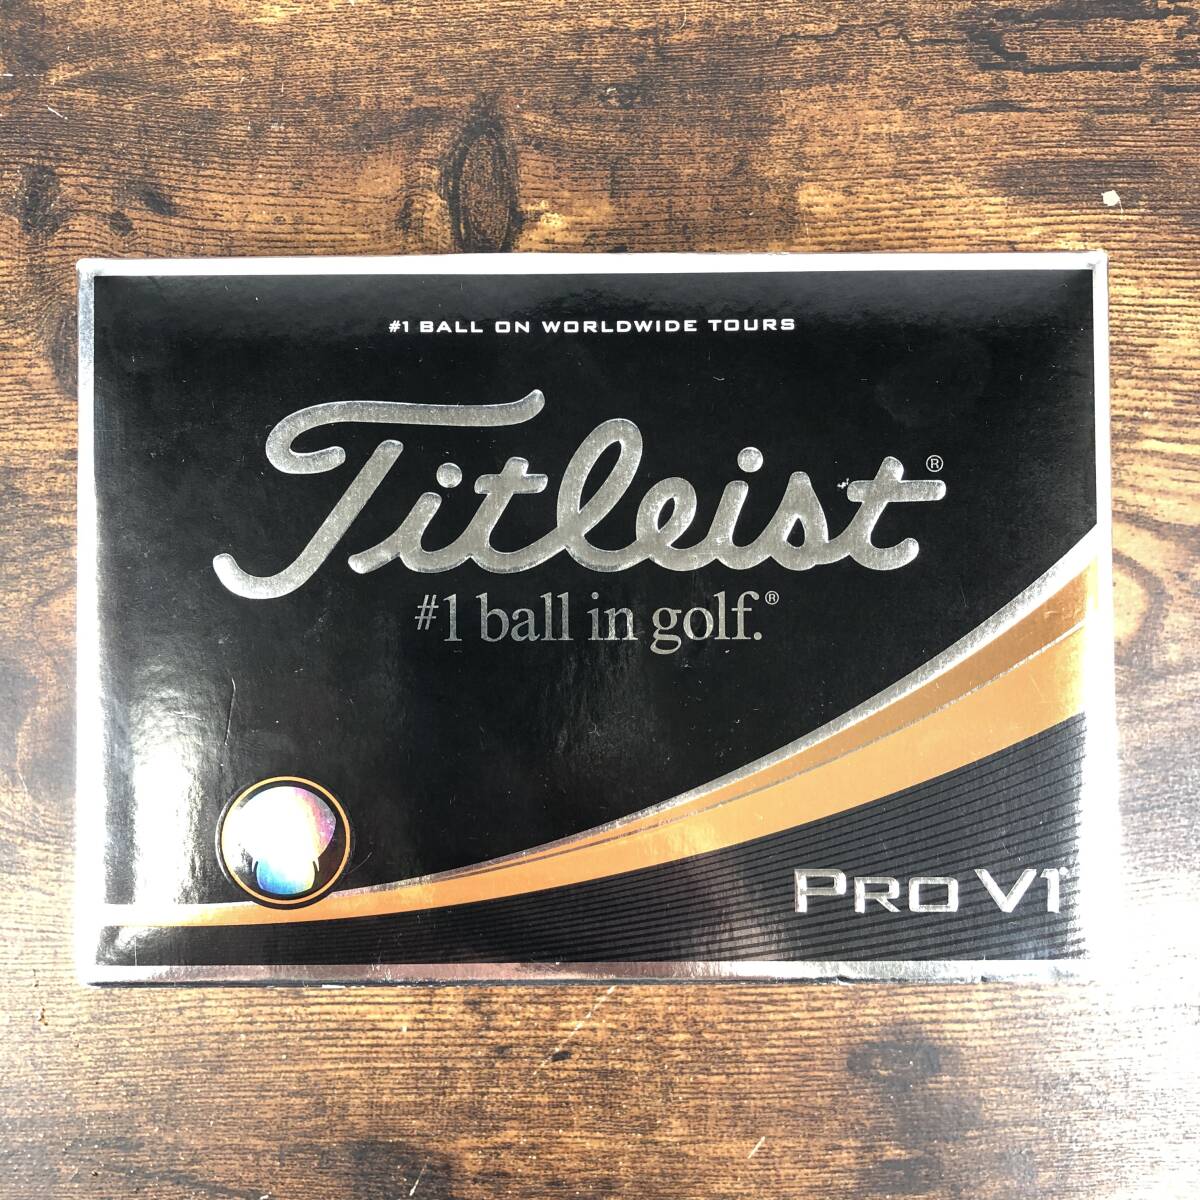 #1 BALL ON WORLDWIDE TOURS
Titleist®
#1 ball in golf.®
PRO V1®